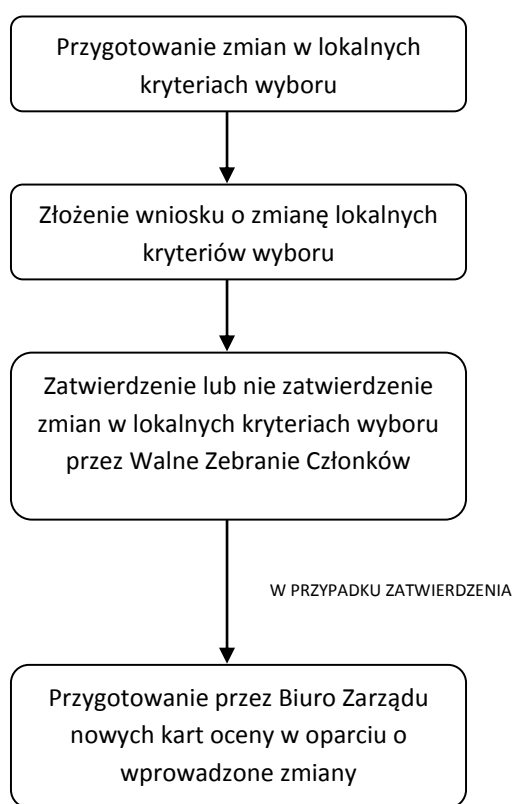 Przygotowanie zmian w lokalnych
kryteriach wyboru
Złożenie wniosku o zmianę lokalnych
kryteriów wyboru
Zatwierdzenie lub nie zatwierdzenie
zmian w lokalnych kryteriach wyboru
przez Walne Zebranie Członków
W PRZYPADKU ZATWIERDZENIA
Przygotowanie przez Biuro Zarządu
nowych kart oceny w oparciu o
wprowadzone zmiany